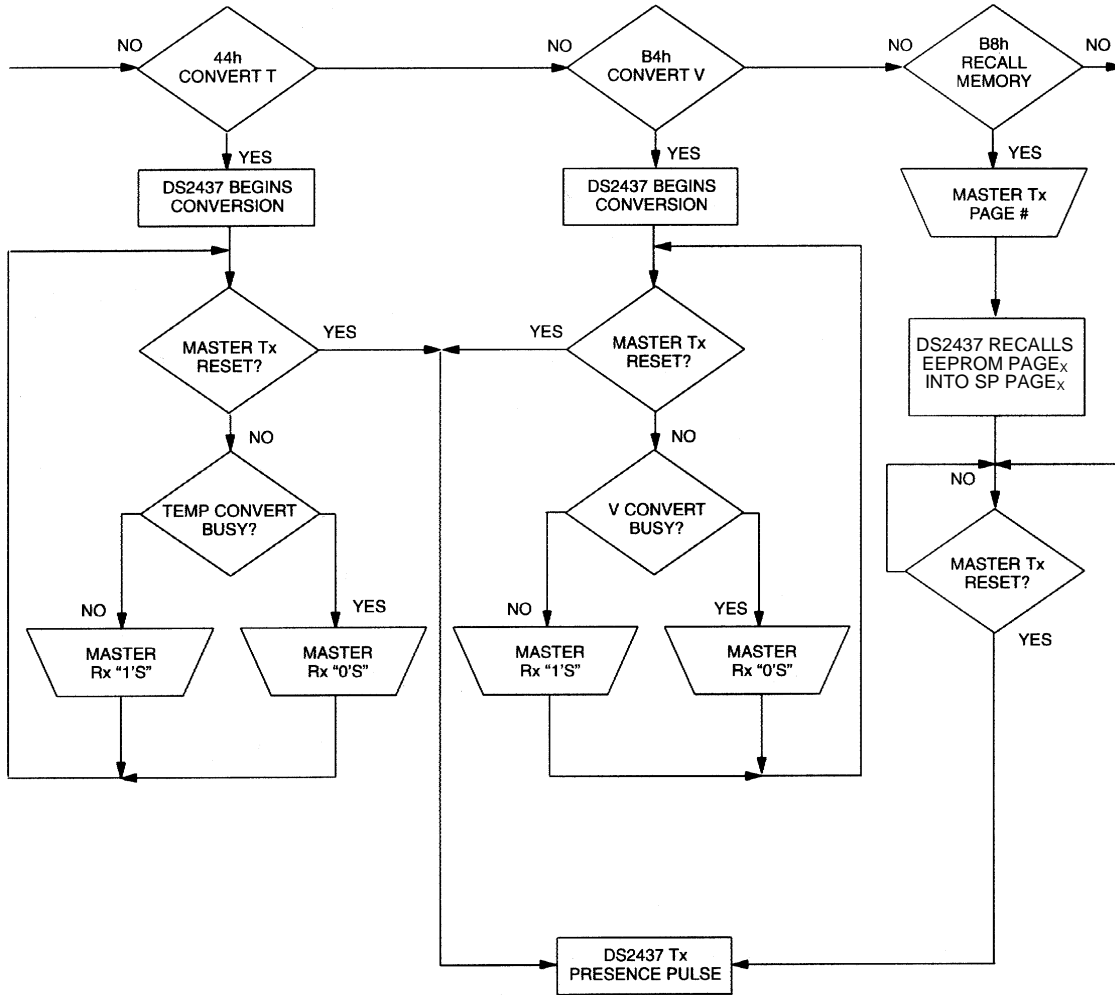 NO
44h
CONVERT T
NO
B4h
CONVERT V
NO
B8h
RECALL
MEMORY
NO
YES
YES
YES
DS2437 BEGINS
CONVERSION
DS2437 BEGINS
CONVERSION
MASTER Tx
PAGE #
MASTER Tx
RESET?
YES
YES
MASTER Tx
RESET?
DS2437 RECALLS
EEPROM PAGEX
INTO SP PAGEX
NO
NO
NO
TEMP CONVERT
BUSY?
V CONVERT
BUSY?
MASTER Tx
RESET?
NO
YES
NO
YES
YES
MASTER
Rx “1’S”
MASTER
Rx “0’S”
MASTER
Rx “1’S”
MASTER
Rx “0’S”
DS2437 Tx
PRESENCE PULSE